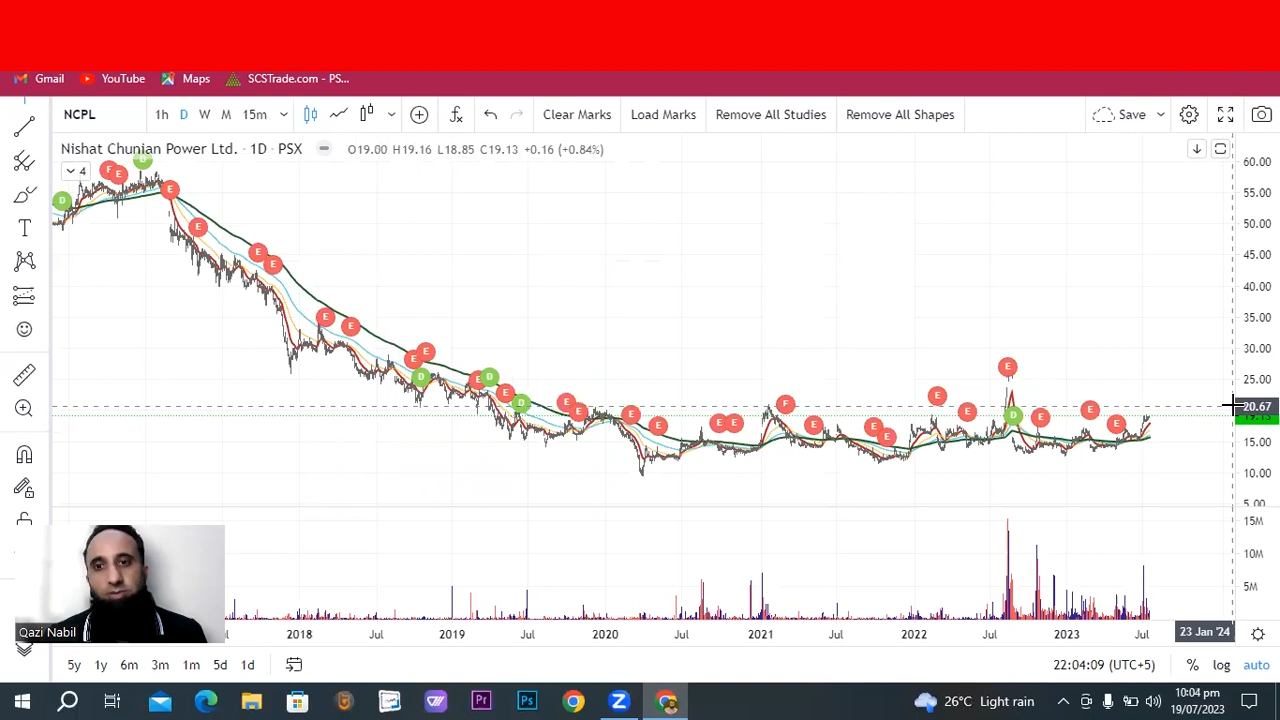 Gmail YouTube Maps SCSTrade.com - PS...
NCPL 1h D W M 15m Clear Marks Load Marks Remove All Studies Remove All Shapes Save
Nishat Chunian Power Ltd. · 1D · PSX O19.00 H19.16 L18.85 C19.13 +0.16 (+0.84%)
4
60.00
55.00
50.00
45.00
40.00
35.00
30.00
25.00
20.67
15.00
10.00
5.00
15M
10M
5M
D E E D E E E E E E E D E E D E D E E E E E E E E E E E E E D E E E
Qazi Nabil
2018 Jul 2019 Jul 2020 Jul 2021 Jul 2022 Jul 2023 Jul 23 Jan '24
5y 1y 6m 3m 1m 5d 1d 22:04:09 (UTC+5) % log auto
26°C Light rain
10:04 pm
19/07/2023